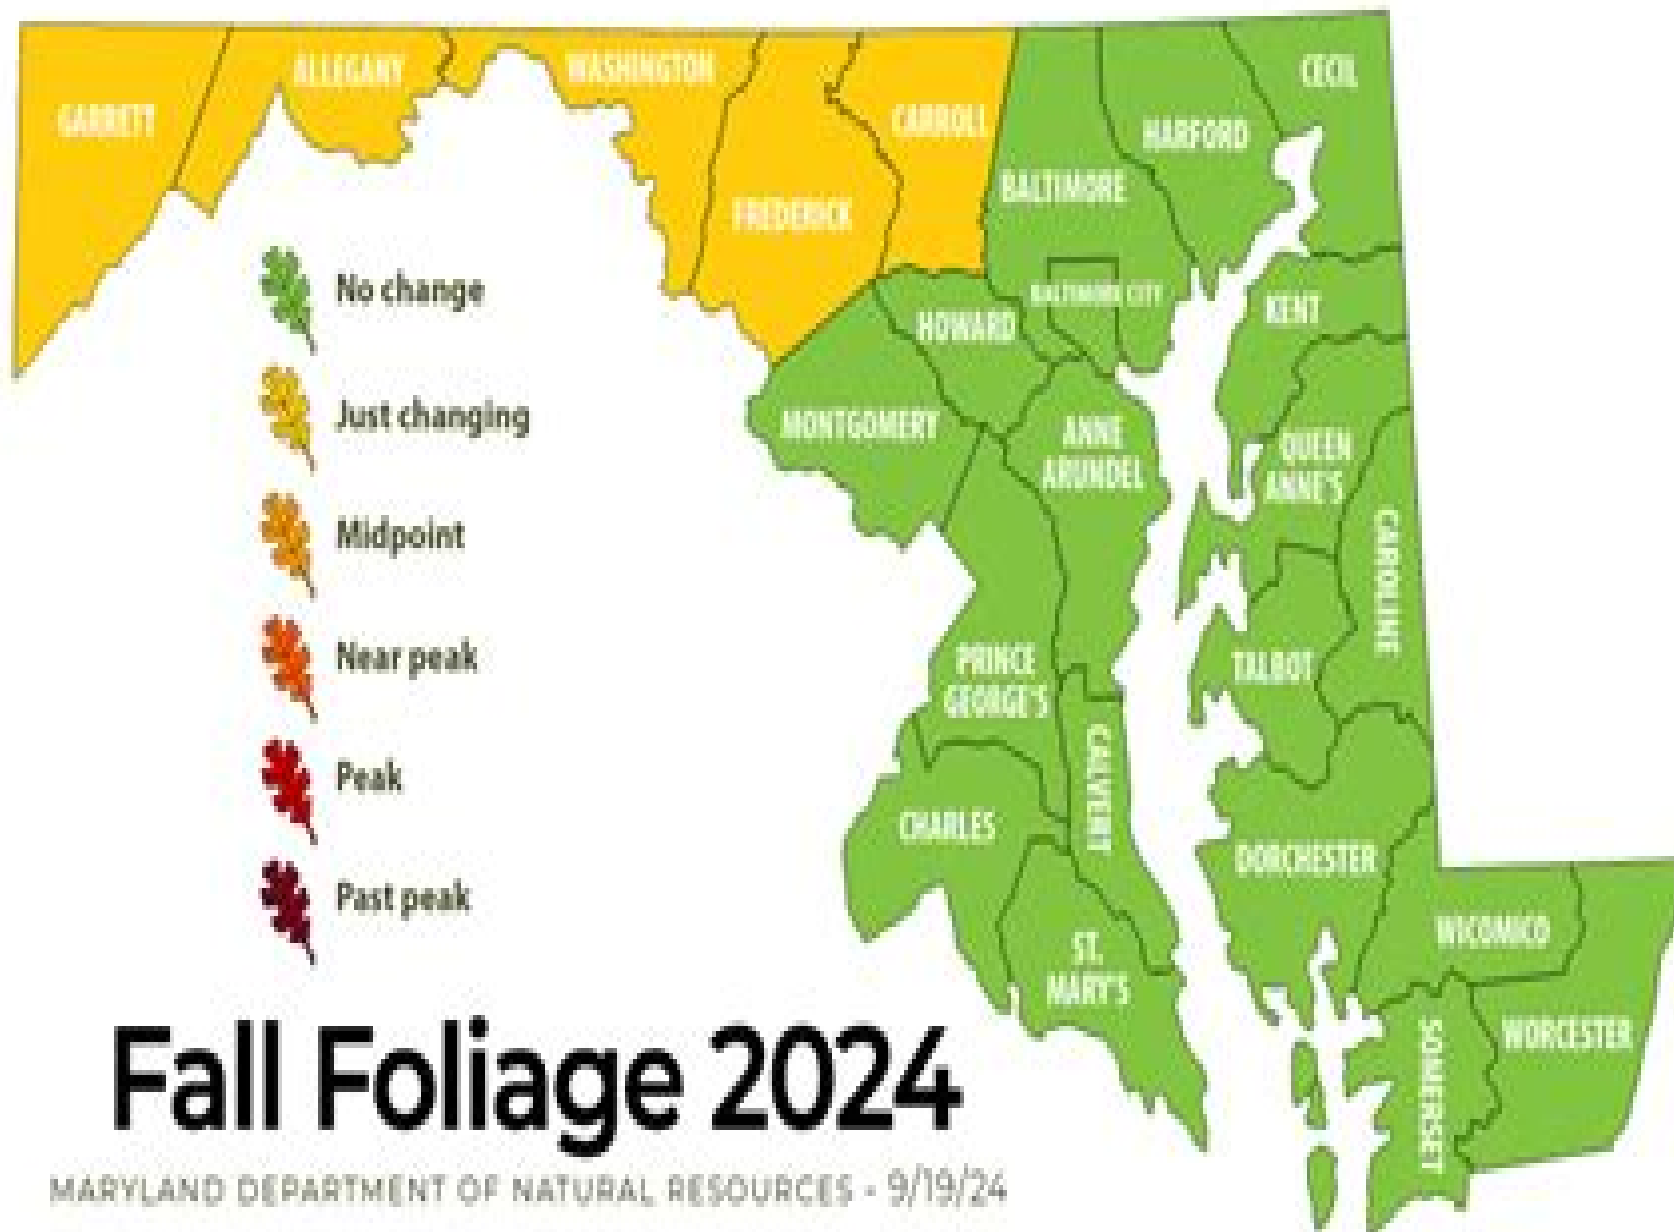 GARRETT
ALLEGANY
WASHINGTON
FREDERICK
CARROLL
BALTIMORE
HARFORD
CECIL
BALTIMORE CITY
HOWARD
KENT
MONTGOMERY
ANNE
ARUNDEL
QUEEN
ANNE'S
CAROLINE
PRINCE
GEORGE'S
TALBOT
CALVERT
CHARLES
DORCHESTER
ST.
MARY'S
WICOMICO
SOMERSET
WORCESTER
No change
Just changing
Midpoint
Near peak
Peak
Past peak
Fall Foliage 2024
MARYLAND DEPARTMENT OF NATURAL RESOURCES - 9/19/24